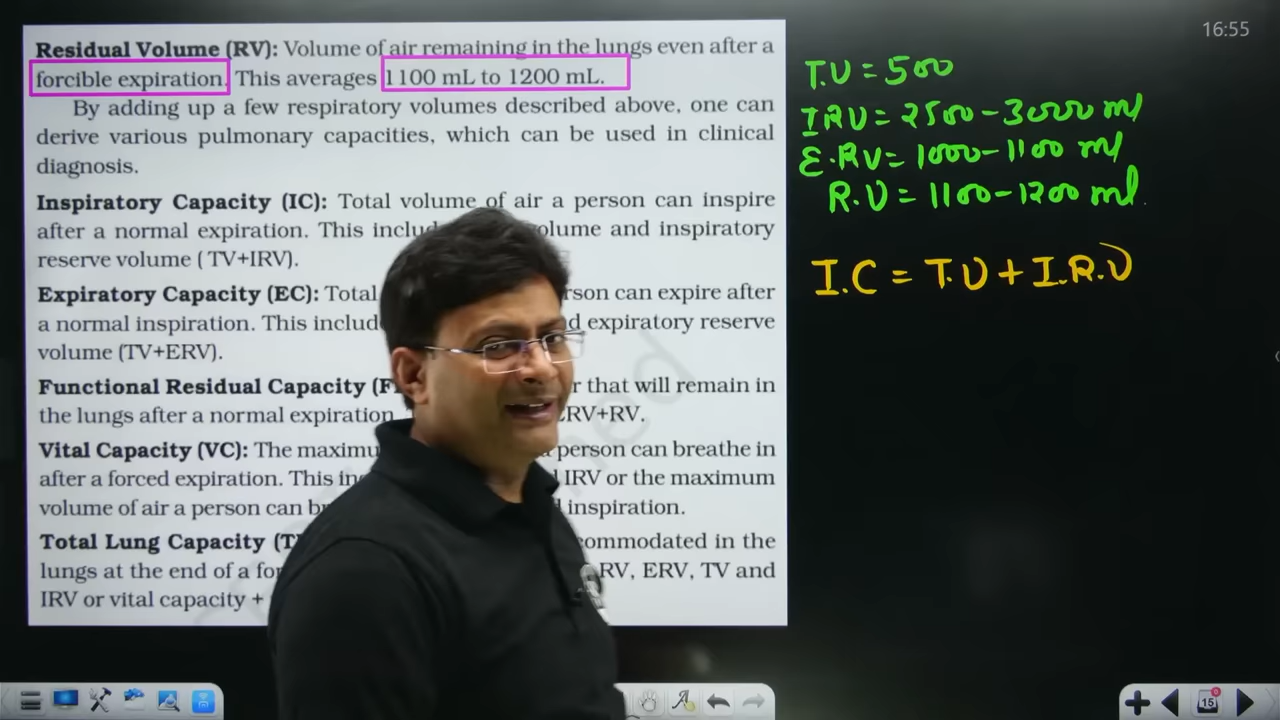 16:55
Residual Volume (RV): Volume of air remaining in the lungs even after a
forcible expiration. This averages 1100 mL to 1200 mL.
By adding up a few respiratory volumes described above, one can
derive various pulmonary capacities, which can be used in clinical
diagnosis.
Inspiratory Capacity (IC): Total volume of air a person can inspire
after a normal expiration. This volume and inspiratory
reserve volume ( TV+IRV).
Expiratory Capacity (EC): Total person can expire after
a normal inspiration. This expiratory reserve
volume (TV+ERV).
Functional Residual Capacity that will remain in
the lungs after a normal expiration ERV+RV.
Vital Capacity (VC): The person can breathe in
after a forced expiration. This IRV or the maximum
volume of air a person can inspiration.
Total Lung Capacity in the
lungs at the end of a RV, ERV, TV and
IRV or vital capacity +
T.V = 500
IRV = 2500-3000 ml
E.RV = 1000-1100 ml
R.V = 1100-1200 ml.
I.C = T.V + I.R.V
15